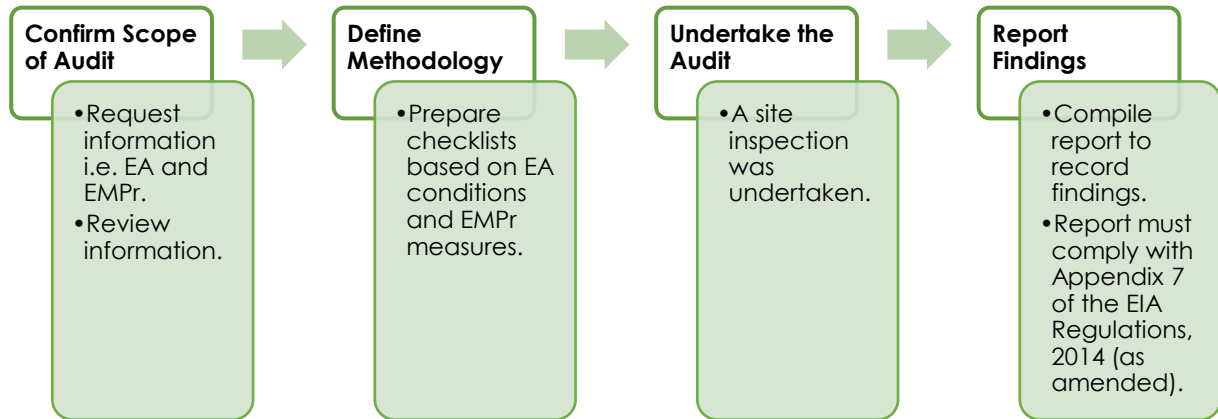 Confirm Scope
of Audit
•Request
information
i.e. EA and
EMPr.
•Review
information.
Define
Methodology
•Prepare
checklists
based on EA
conditions
and EMPr
measures.
Undertake the
Audit
•A site
inspection
was
undertaken.
Report
Findings
•Compile
report to
record
findings.
•Report must
comply with
Appendix 7
of the EIA
Regulations,
2014 (as
amended).